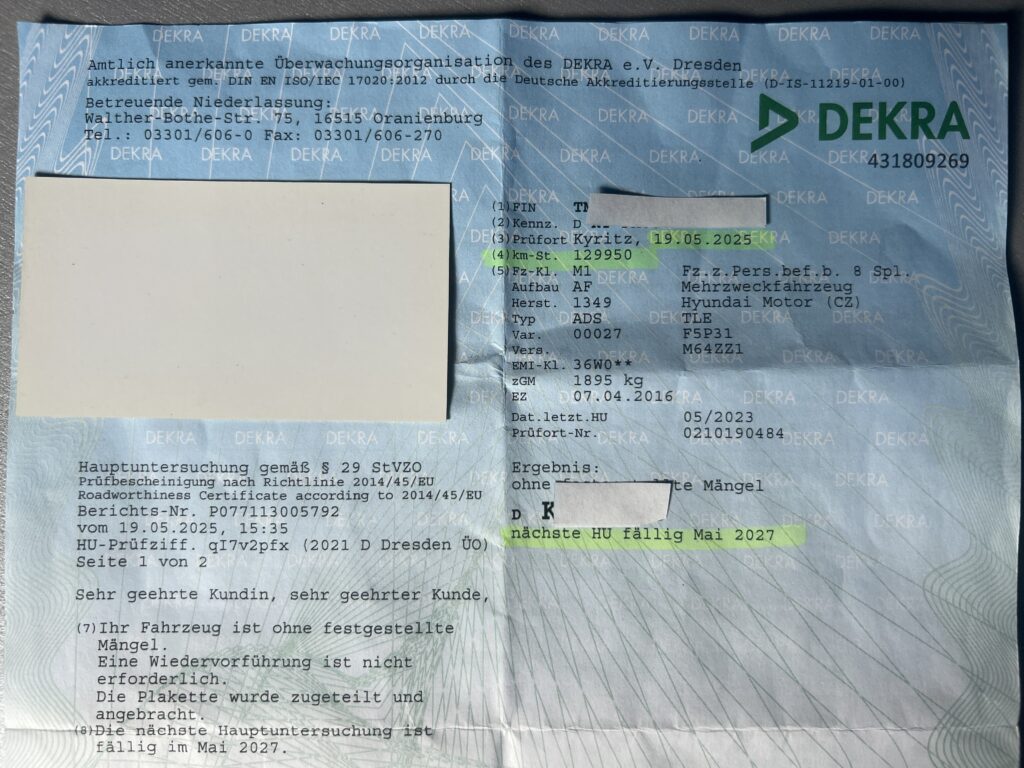 Amtlich anerkannte Überwachungsorganisation des DEKRA e.V. Dresden
akkreditiert gem. DIN EN ISO/IEC 17020:2012 durch die Deutsche Akkreditierungsstelle (D-IS-11219-01-00)
Betreuende Niederlassung:
Walther-Bothe-Str. 75, 16515 Oranienburg
Tel.: 03301/606-0 Fax: 03301/606-270
DEKRA
431809269
(1) FIN
(2) Kennz. D
(3) Prüfort Kyritz, 19.05.2025
(4) km-St. 129950
(5) Fz-Kl. M1 Fz.z.Pers.bef.b. 8 Spl.
Aufbau AF Mehrzweckfahrzeug
Herst. 1349 Hyundai Motor (CZ)
Typ ADS TLE
Var. 00027 F5P31
Vers. M64ZZ1
EMI-Kl. 36W0**
zGM 1895 kg
EZ 07.04.2016
Dat.letzt.HU 05/2023
Prüfort-Nr. 0210190484
Hauptuntersuchung gemäß § 29 StVZO
Prüfbescheinigung nach Richtlinie 2014/45/EU
Roadworthiness Certificate according to 2014/45/EU
Berichts-Nr. P077113005792
vom 19.05.2025, 15:35
HU-Prüfziff. qI7v2pfx (2021 D Dresden ÜO)
Seite 1 von 2
Ergebnis:
ohne Mängel
D K
nächste HU fällig Mai 2027
Sehr geehrte Kundin, sehr geehrter Kunde,
(7) Ihr Fahrzeug ist ohne festgestellte
Mängel.
Eine Wiedervorführung ist nicht
erforderlich.
Die Plakette wurde zugeteilt und
angebracht.
(8) Die nächste Hauptuntersuchung ist
fällig im Mai 2027.